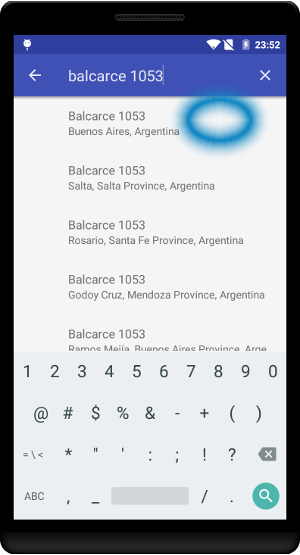 23:52
balcarce 1053
Balcarce 1053
Buenos Aires, Argentina
Balcarce 1053
Salta, Salta Province, Argentina
Balcarce 1053
Rosario, Santa Fe Province, Argentina
Balcarce 1053
Godoy Cruz, Mendoza Province, Argentina
Balcarce 1053
Ramos Mejía, Buenos Aires Province, Arge
1 2 3 4 5 6 7 8 9 0
@ # $ % & - + ( )
= \ < * " ' : ; ! ?
ABC , _ / .